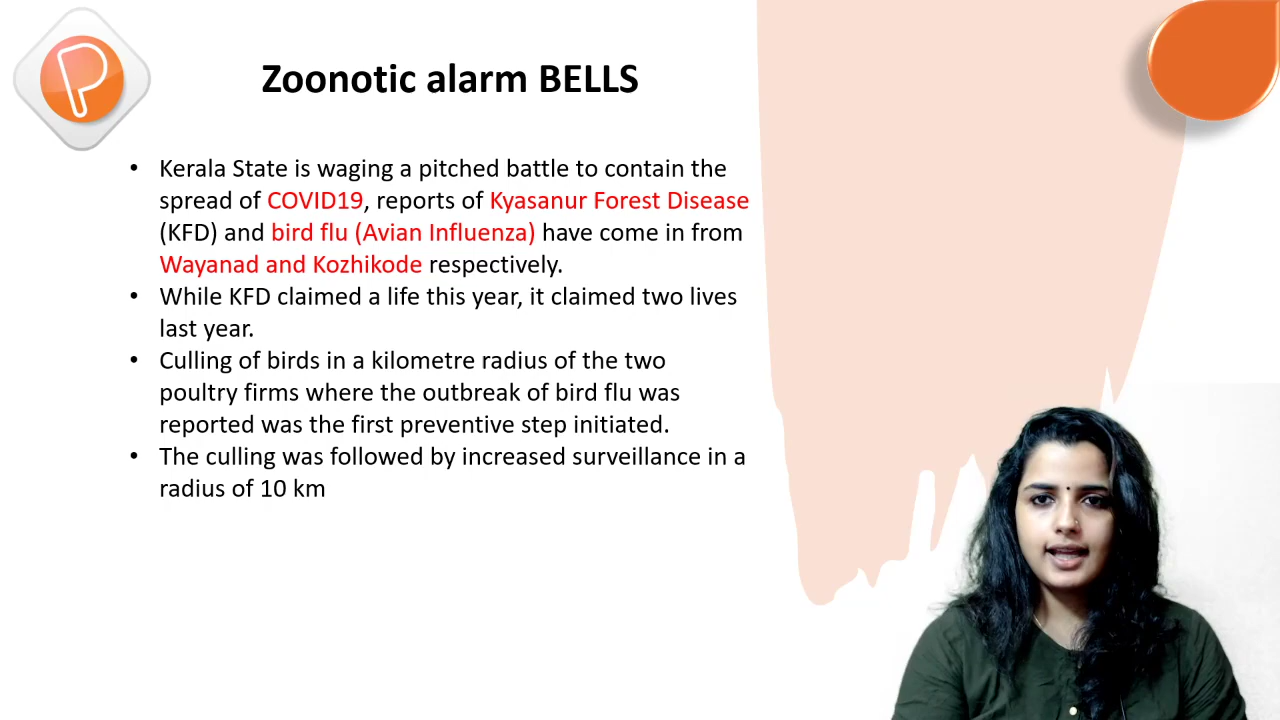 P
Zoonotic alarm BELLS
• Kerala State is waging a pitched battle to contain the
spread of COVID19, reports of Kyasanur Forest Disease
(KFD) and bird flu (Avian Influenza) have come in from
Wayanad and Kozhikode respectively.
• While KFD claimed a life this year, it claimed two lives
last year.
• Culling of birds in a kilometre radius of the two
poultry firms where the outbreak of bird flu was
reported was the first preventive step initiated.
• The culling was followed by increased surveillance in a
radius of 10 km